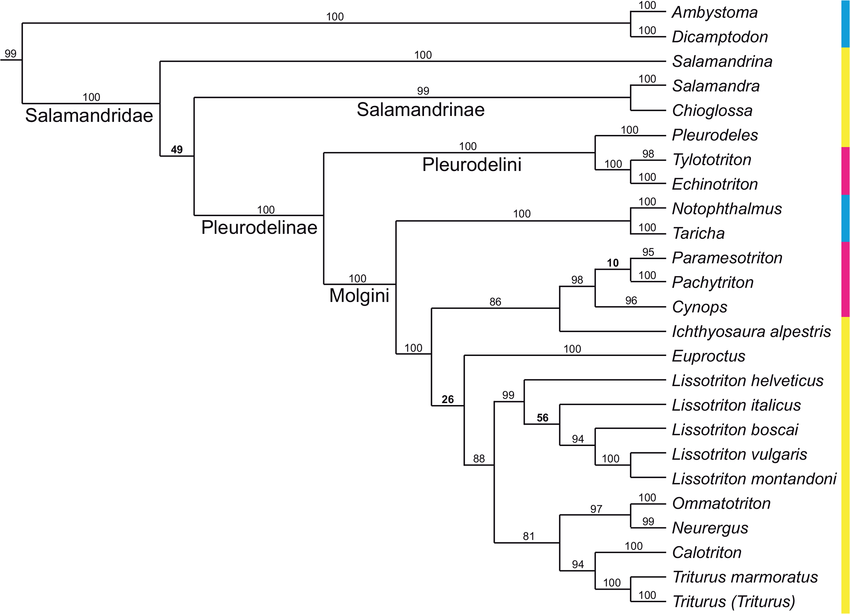 100
Ambystoma
100
99
100
Dicamptodon
100
Salamandrina
100
Salamandridae
100
Salamandra
99
Salamandrinae
Chioglossa
100
Pleurodeles
49
100
Pleurodelini
98
Tylototriton
100
100
Echinotriton
100
Pleurodelinae
100
Notophthalmus
100
100
Taricha
95
Paramesotriton
10
100
Molgini
98
100
Pachytriton
86
96
Cynops
Ichthyosaura alpestris
100
100
Euproctus
Lissotriton helveticus
26
99
Lissotriton italicus
56
Lissotriton boscai
94
Lissotriton vulgaris
88
100
Lissotriton montandoni
100
Ommatotriton
97
99
Neurergus
81
100
Calotriton
94
Triturus marmoratus
100
100
Triturus (Triturus)